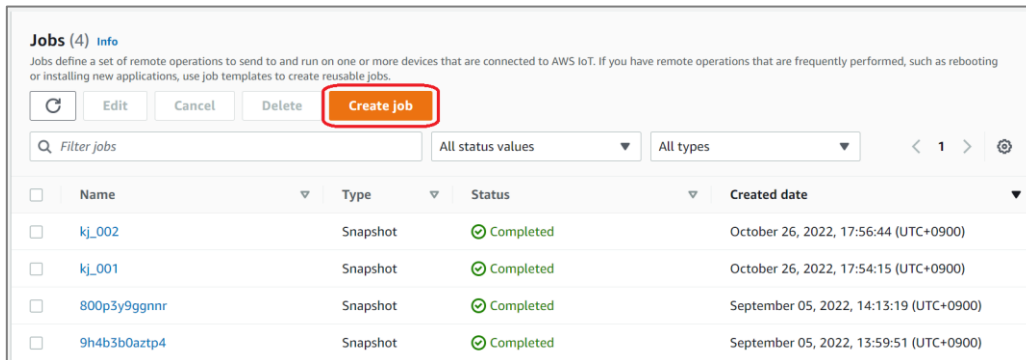 Jobs (4) Info
Jobs define a set of remote operations to send to and run on one or more devices that are connected to AWS IoT. If you have remote operations that are frequently performed, such as rebooting
or installing new applications, use job templates to create reusable jobs.
Edit Cancel Delete Create job
Filter jobs All status values All types 1
Name Type Status Created date
kj_002 Snapshot Completed October 26, 2022, 17:56:44 (UTC+0900)
kj_001 Snapshot Completed October 26, 2022, 17:54:15 (UTC+0900)
800p3y9ggnnr Snapshot Completed September 05, 2022, 14:13:19 (UTC+0900)
9h4b3b0aztp4 Snapshot Completed September 05, 2022, 13:59:51 (UTC+0900)